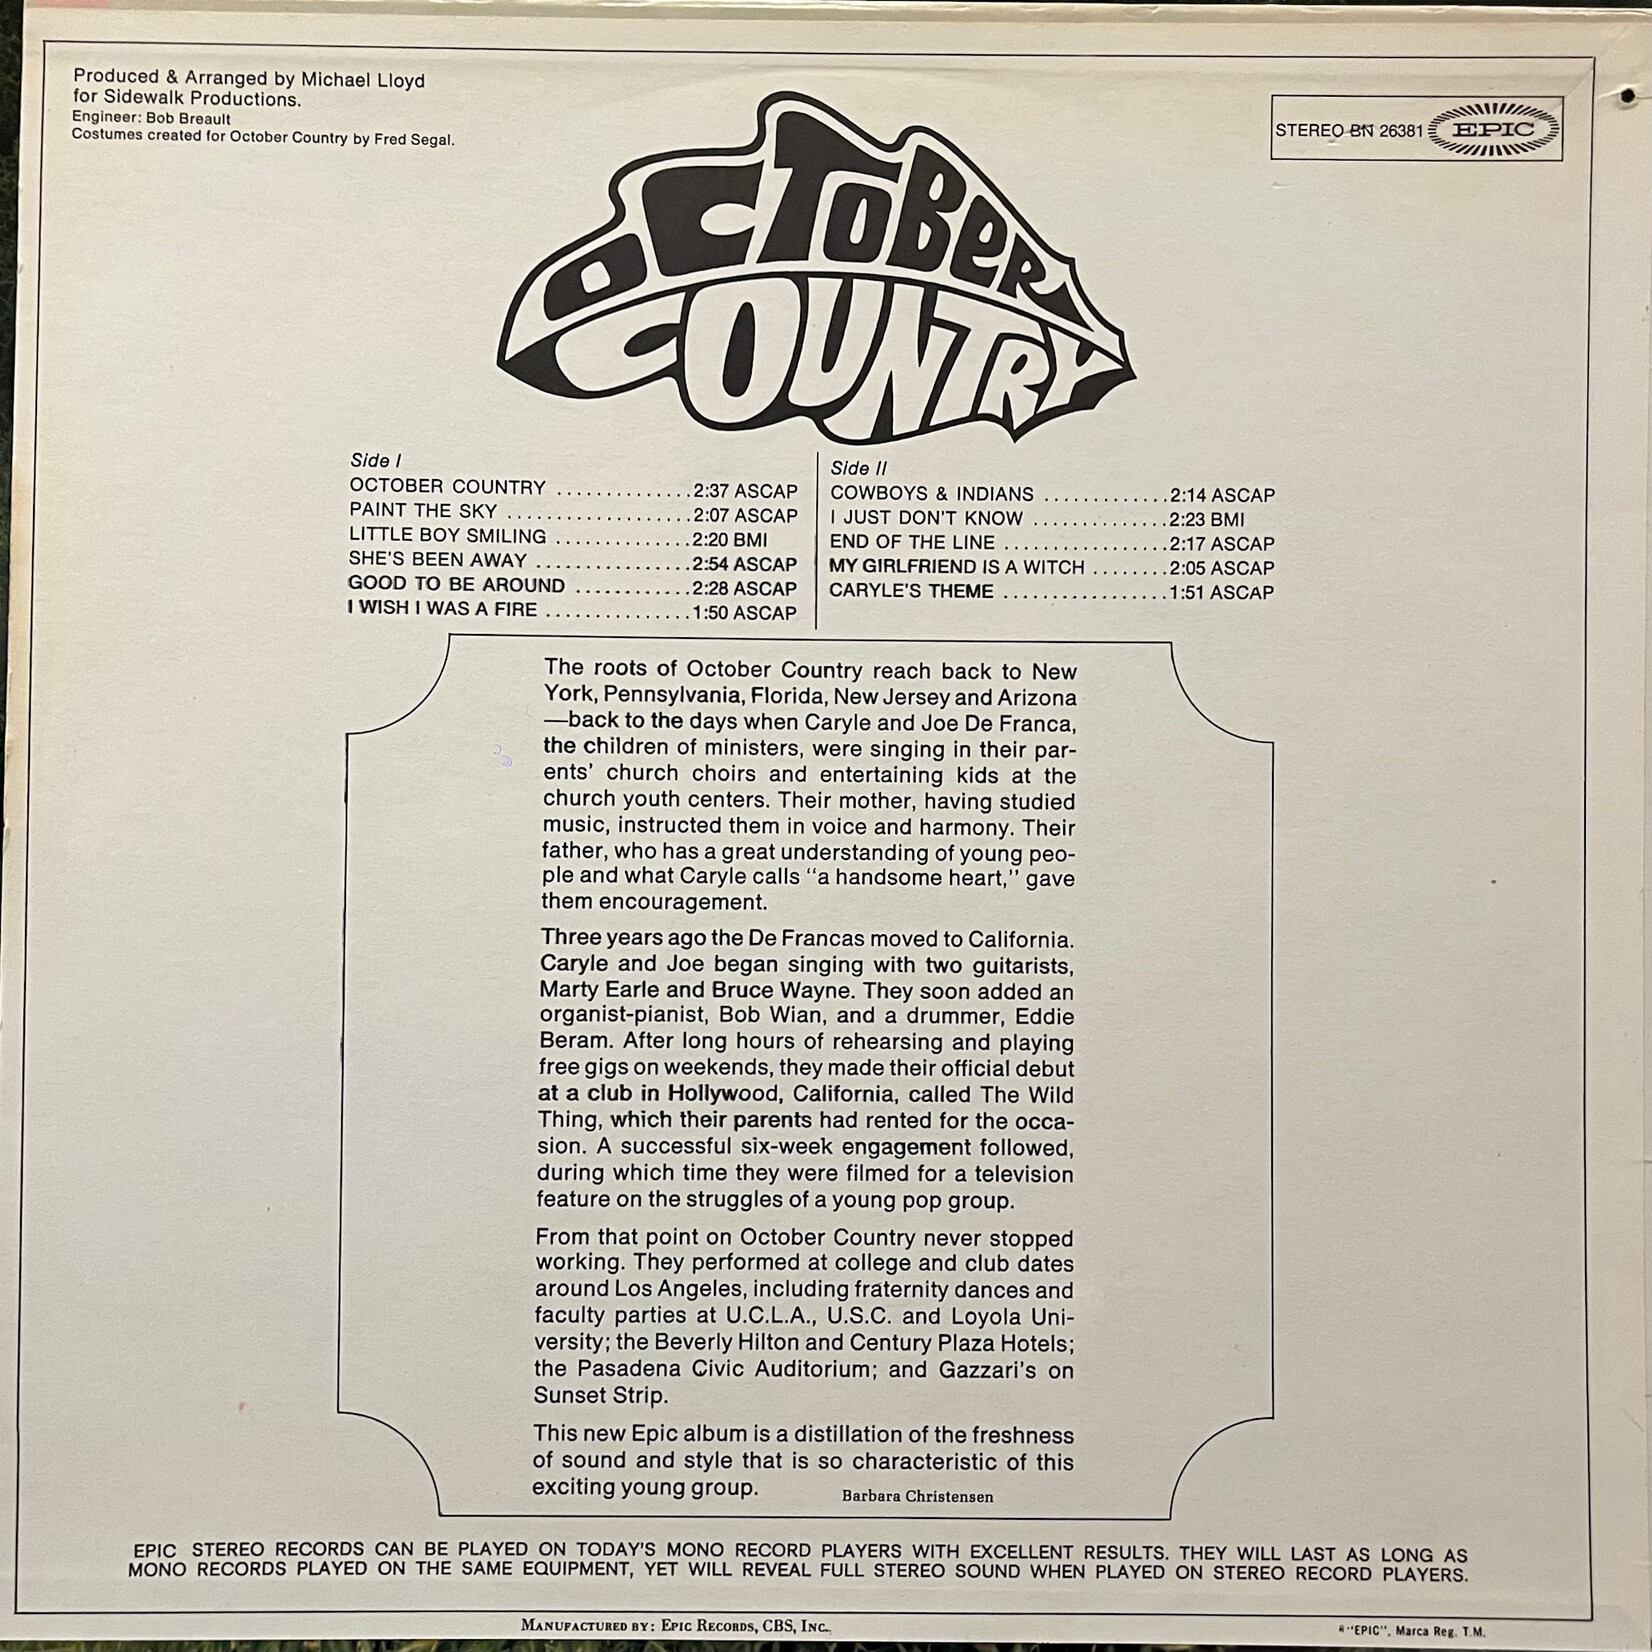 Produced & Arranged by Michael Lloyd
for Sidewalk Productions.
Engineer: Bob Breault
Costumes created for October Country by Fred Segal.
STEREO BN 26381 EPIC
OCTOBER
COUNTRY
Side I
OCTOBER COUNTRY ..............2:37 ASCAP
PAINT THE SKY ...................2:07 ASCAP
LITTLE BOY SMILING ..............2:20 BMI
SHE'S BEEN AWAY ................2:54 ASCAP
GOOD TO BE AROUND ............2:28 ASCAP
I WISH I WAS A FIRE ...............1:50 ASCAP
Side II
COWBOYS & INDIANS .............2:14 ASCAP
I JUST DON'T KNOW ..............2:23 BMI
END OF THE LINE .................2:17 ASCAP
MY GIRLFRIEND IS A WITCH ........2:05 ASCAP
CARYLE'S THEME .................1:51 ASCAP
The roots of October Country reach back to New
York, Pennsylvania, Florida, New Jersey and Arizona
—back to the days when Caryle and Joe De Franca,
the children of ministers, were singing in their par-
ents' church choirs and entertaining kids at the
church youth centers. Their mother, having studied
music, instructed them in voice and harmony. Their
father, who has a great understanding of young peo-
ple and what Caryle calls "a handsome heart," gave
them encouragement.
Three years ago the De Francas moved to California.
Caryle and Joe began singing with two guitarists,
Marty Earle and Bruce Wayne. They soon added an
organist-pianist, Bob Wian, and a drummer, Eddie
Beram. After long hours of rehearsing and playing
free gigs on weekends, they made their official debut
at a club in Hollywood, California, called The Wild
Thing, which their parents had rented for the occa-
sion. A successful six-week engagement followed,
during which time they were filmed for a television
feature on the struggles of a young pop group.
From that point on October Country never stopped
working. They performed at college and club dates
around Los Angeles, including fraternity dances and
faculty parties at U.C.L.A., U.S.C. and Loyola Uni-
versity; the Beverly Hilton and Century Plaza Hotels;
the Pasadena Civic Auditorium; and Gazzari's on
Sunset Strip.
This new Epic album is a distillation of the freshness
of sound and style that is so characteristic of this
exciting young group.
Barbara Christensen
EPIC STEREO RECORDS CAN BE PLAYED ON TODAY'S MONO RECORD PLAYERS WITH EXCELLENT RESULTS. THEY WILL LAST AS LONG AS
MONO RECORDS PLAYED ON THE SAME EQUIPMENT, YET WILL REVEAL FULL STEREO SOUND WHEN PLAYED ON STEREO RECORD PLAYERS.
MANUFACTURED BY: EPIC RECORDS, CBS, INC.
® "EPIC", Marca Reg. T.M.